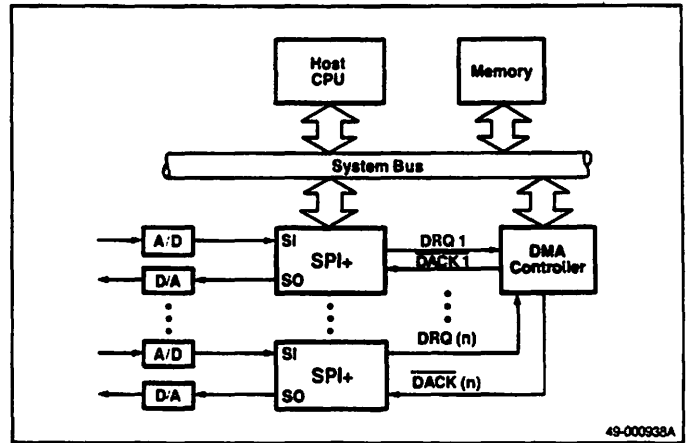 Host
CPU
Memory
System Bus
A/D
SI
SPI+
DRQ 1
DACK 1
DMA
Controller
D/A
SO
A/D
SI
SPI+
DRQ (n)
D/A
SO
DACK (n)
49-000938A